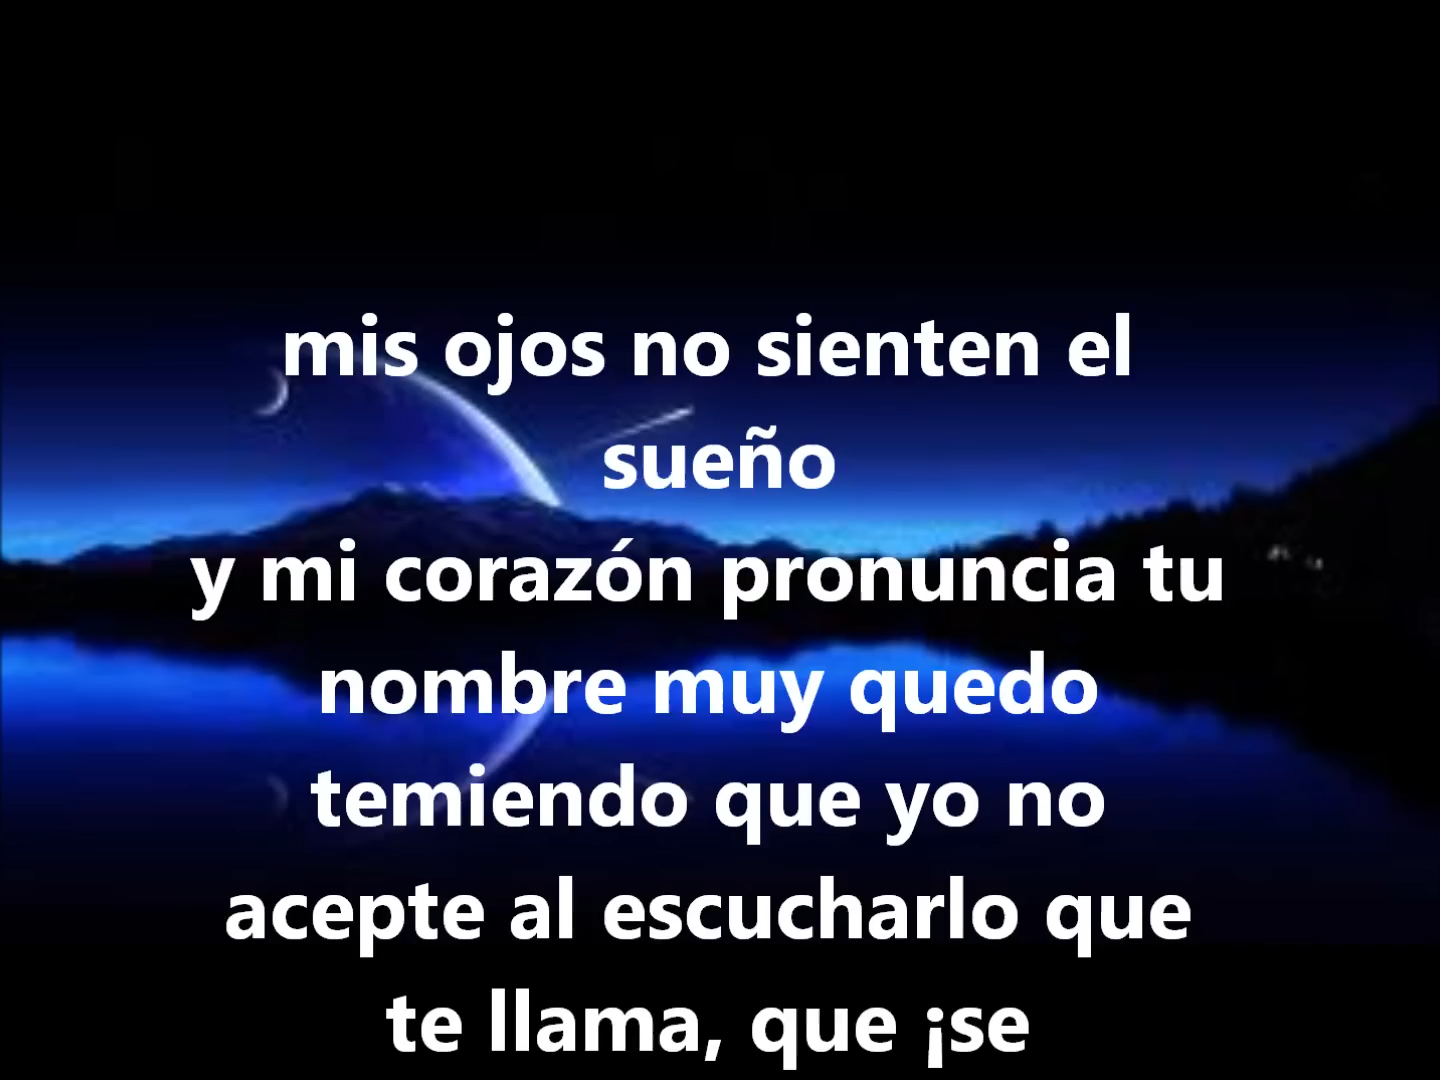 mis ojos no sienten el
sueño
y mi corazón pronuncia tu
nombre muy quedo
temiendo que yo no
acepte al escucharlo que
te llama, que ¡se